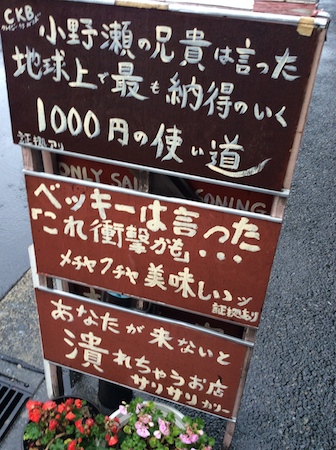 CKB
小野瀬の兄貴は言った
地球上で最も納得のいく
1000円の使い道
証拠アリ
ONLY SAL
SONING
ベッキーは言った
「これ衝撃かも」...
メチャクチャ美味しいッ
証拠あり
あなたが来ないと
潰れちゃうお店
サリサリカリー